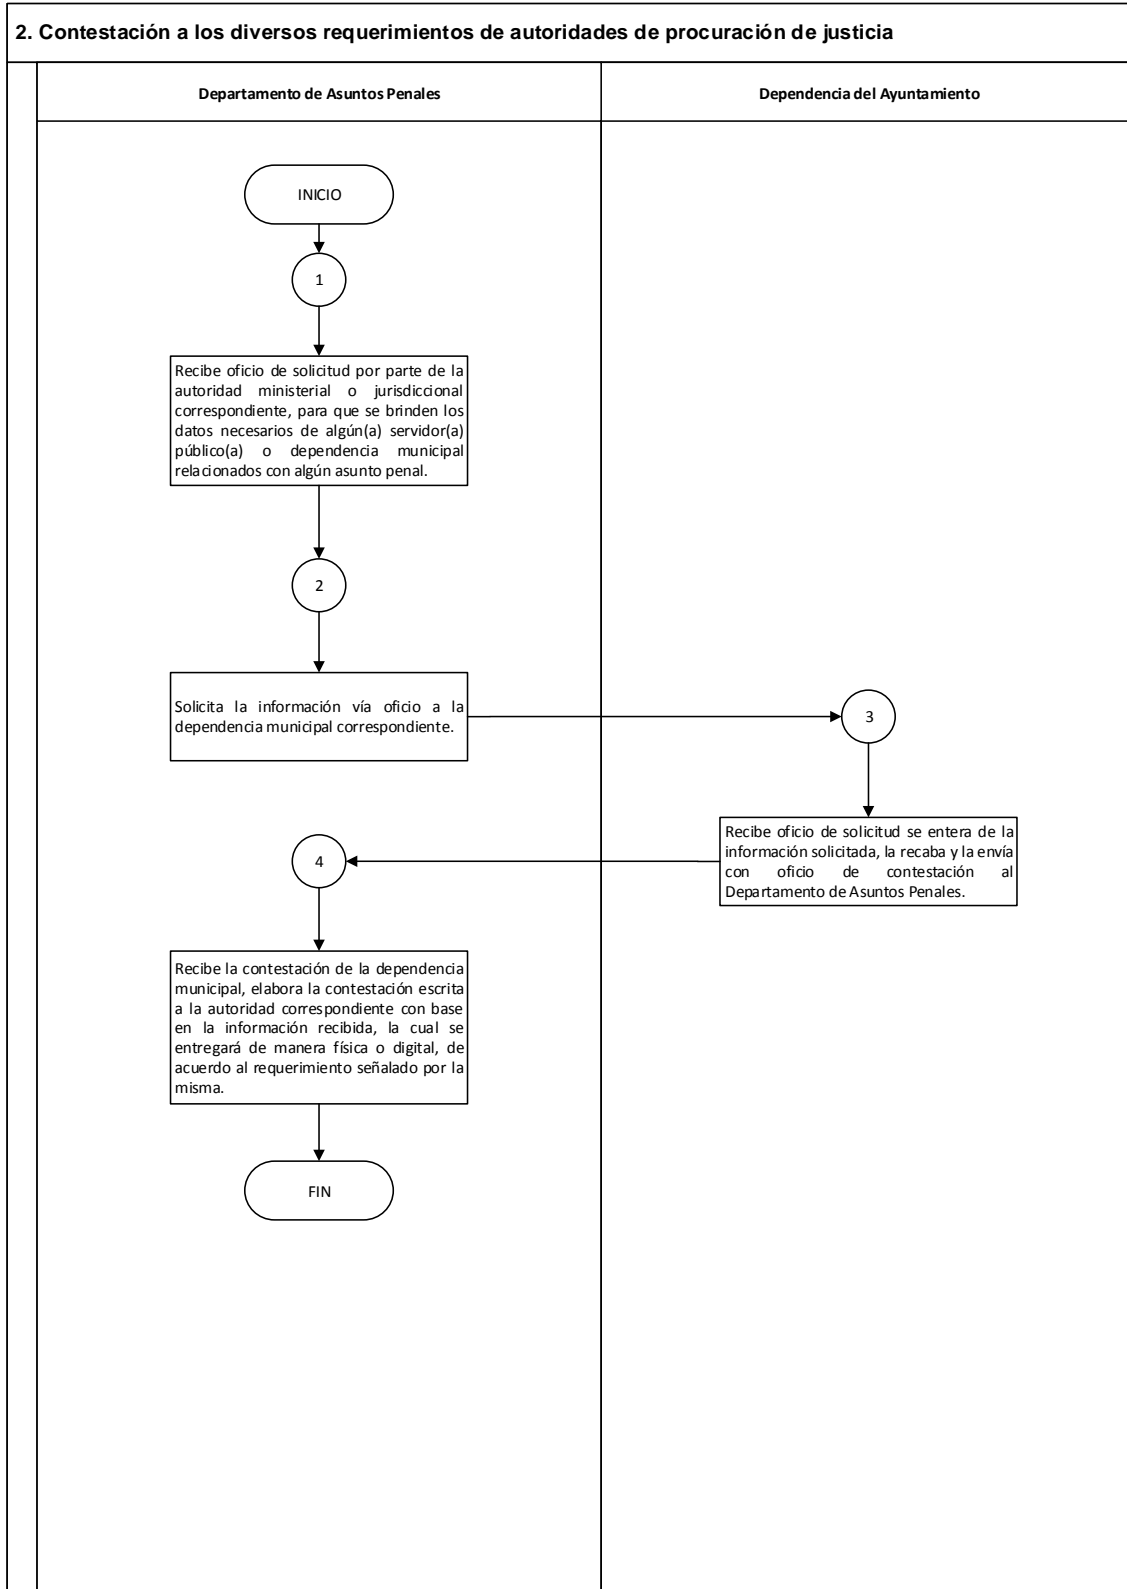 2. Contestación a los diversos requerimientos de autoridades de procuración de justicia
Departamento de Asuntos Penales
Dependencia del Ayuntamiento
INICIO
1
Recibe oficio de solicitud por parte de la
autoridad ministerial o jurisdiccional
correspondiente, para que se brinden los
datos necesarios de algún(a) servidor(a)
público(a) o dependencia municipal
relacionados con algún asunto penal.
2
Solicita la información vía oficio a la
dependencia municipal correspondiente.
3
Recibe oficio de solicitud se entera de la
información solicitada, la recaba y la envía
con oficio de contestación al
Departamento de Asuntos Penales.
4
Recibe la contestación de la dependencia
municipal, elabora la contestación escrita
a la autoridad correspondiente con base
en la información recibida, la cual se
entregará de manera física o digital, de
acuerdo al requerimiento señalado por la
misma.
FIN